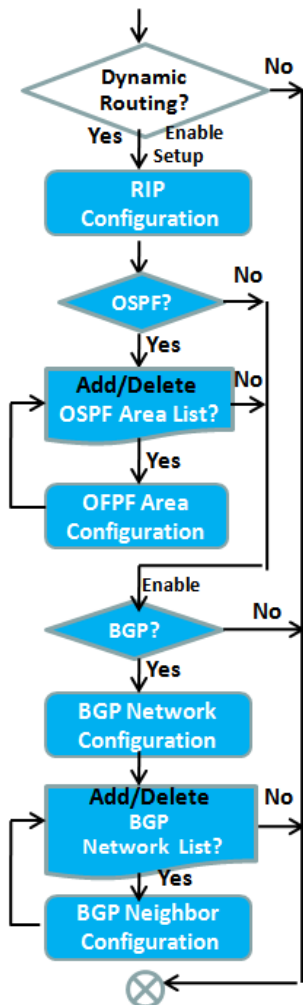 Dynamic
Routing?
No
Yes
Enable
Setup
RIP
Configuration
OSPF?
No
Yes
Add/Delete
OSPF Area List?
No
Yes
OFPF Area
Configuration
Enable
BGP?
No
Yes
BGP Network
Configuration
Add/Delete
BGP
Network List?
No
Yes
BGP Neighbor
Configuration